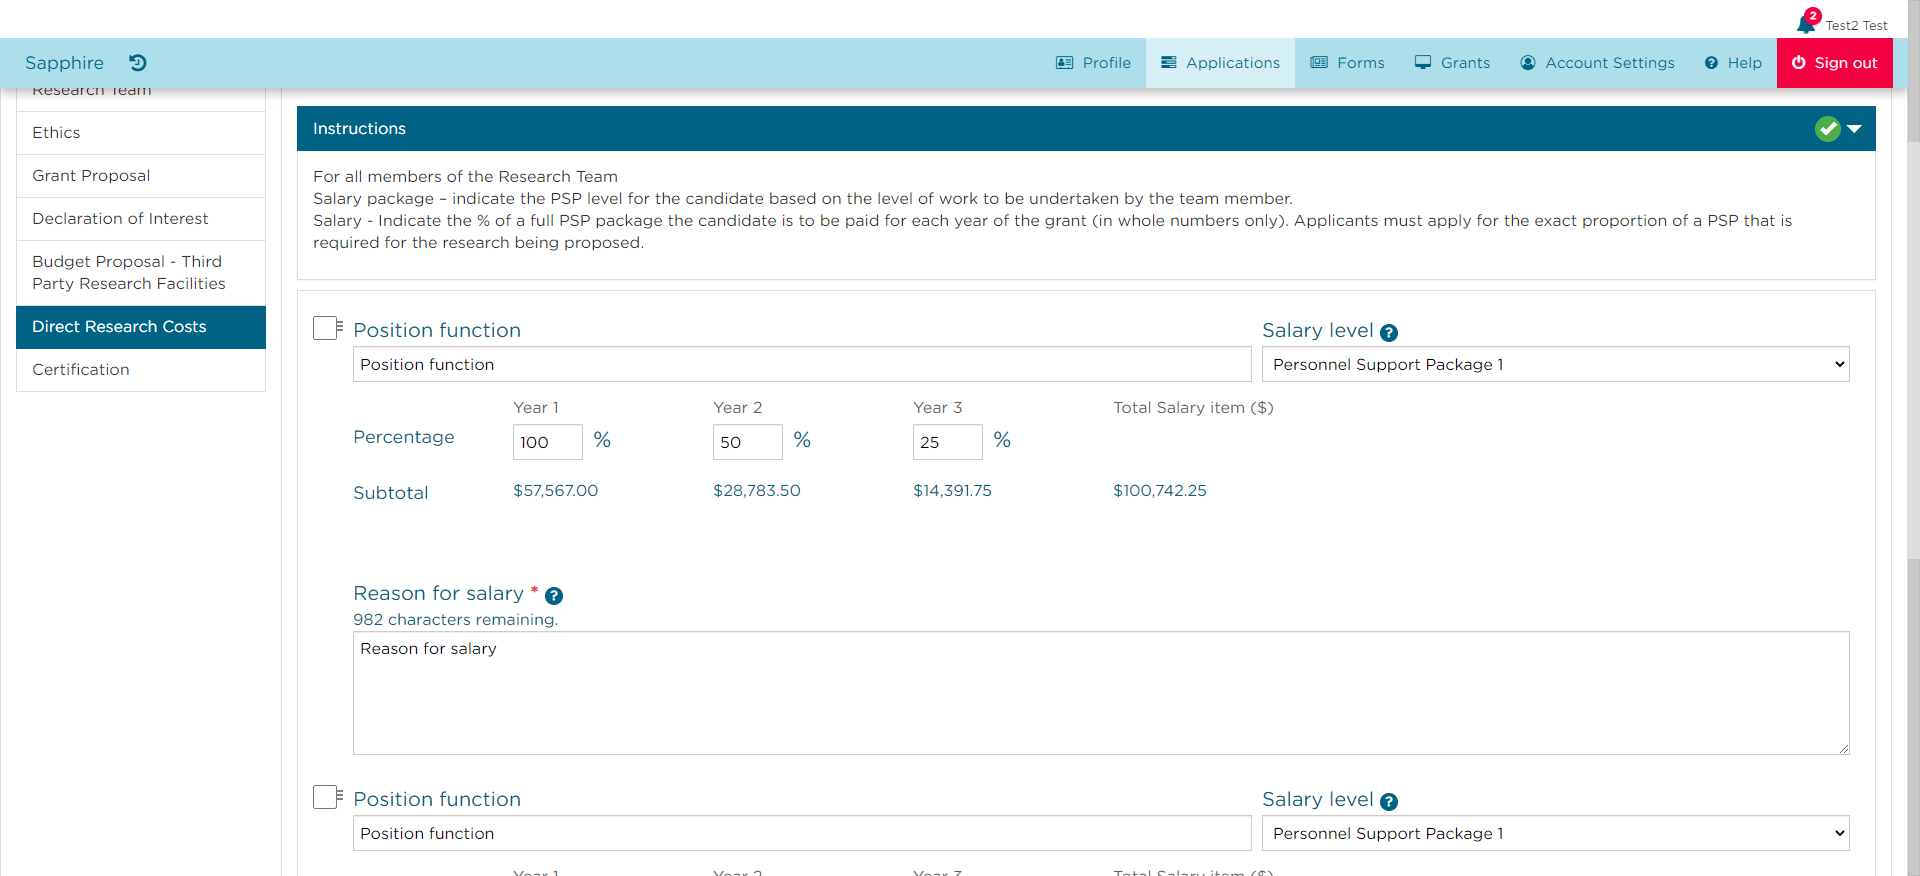 2
Test2 Test
Sapphire
Profile
Applications
Forms
Grants
Account Settings
Help
Sign out
Research Team
Ethics
Grant Proposal
Declaration of Interest
Budget Proposal - Third
Party Research Facilities
Direct Research Costs
Certification
Instructions
For all members of the Research Team
Salary package – indicate the PSP level for the candidate based on the level of work to be undertaken by the team member.
Salary - Indicate the % of a full PSP package the candidate is to be paid for each year of the grant (in whole numbers only). Applicants must apply for the exact proportion of a PSP that is
required for the research being proposed.
Position function
Salary level ?
Position function
Personnel Support Package 1
Year 1 Year 2 Year 3 Total Salary item ($)
Percentage 100 % 50 % 25 %
Subtotal $57,567.00 $28,783.50 $14,391.75 $100,742.25
Reason for salary * ?
982 characters remaining.
Reason for salary
Position function
Salary level ?
Position function
Personnel Support Package 1
Year 1 Year 2 Year 3 Total Salary item ($)